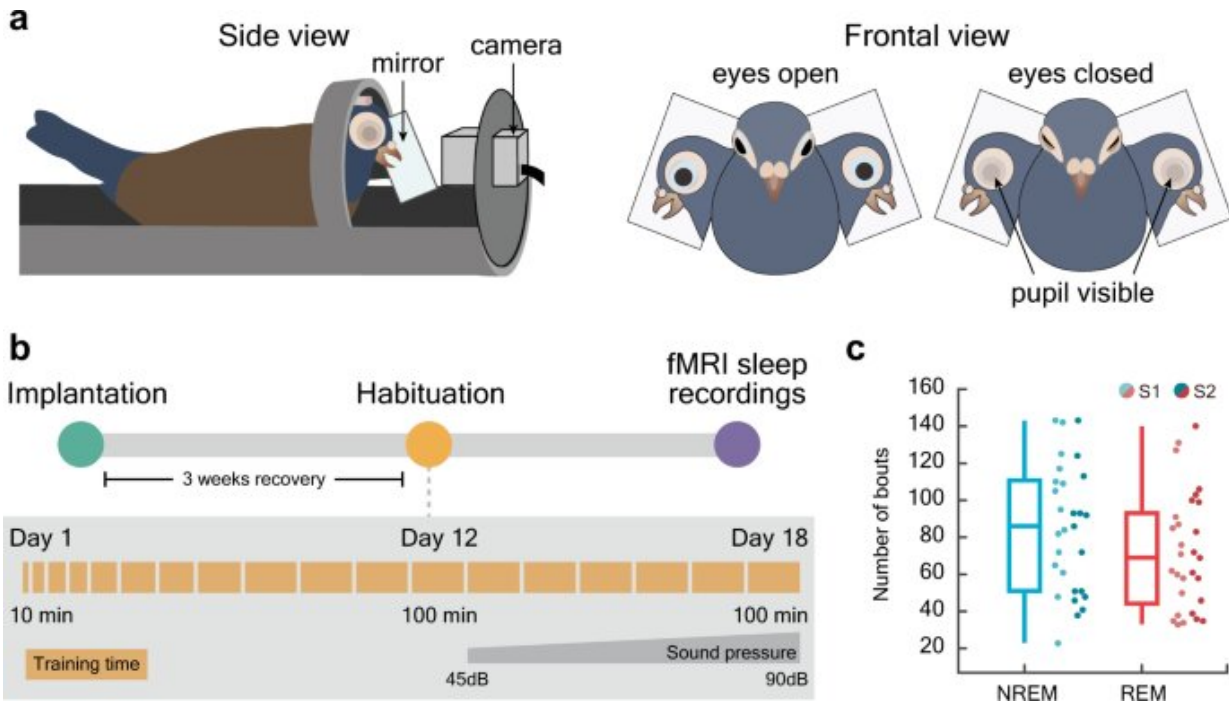 a
Side view
camera
mirror
Frontal view
eyes open
eyes closed
pupil visible
b
Implantation
Habituation
fMRI sleep
recordings
3 weeks recovery
Day 1
Day 12
Day 18
10 min
100 min
100 min
Training time
Sound pressure
45dB
90dB
c
S1
S2
Number of bouts
160
140
120
100
80
60
40
20
NREM
REM